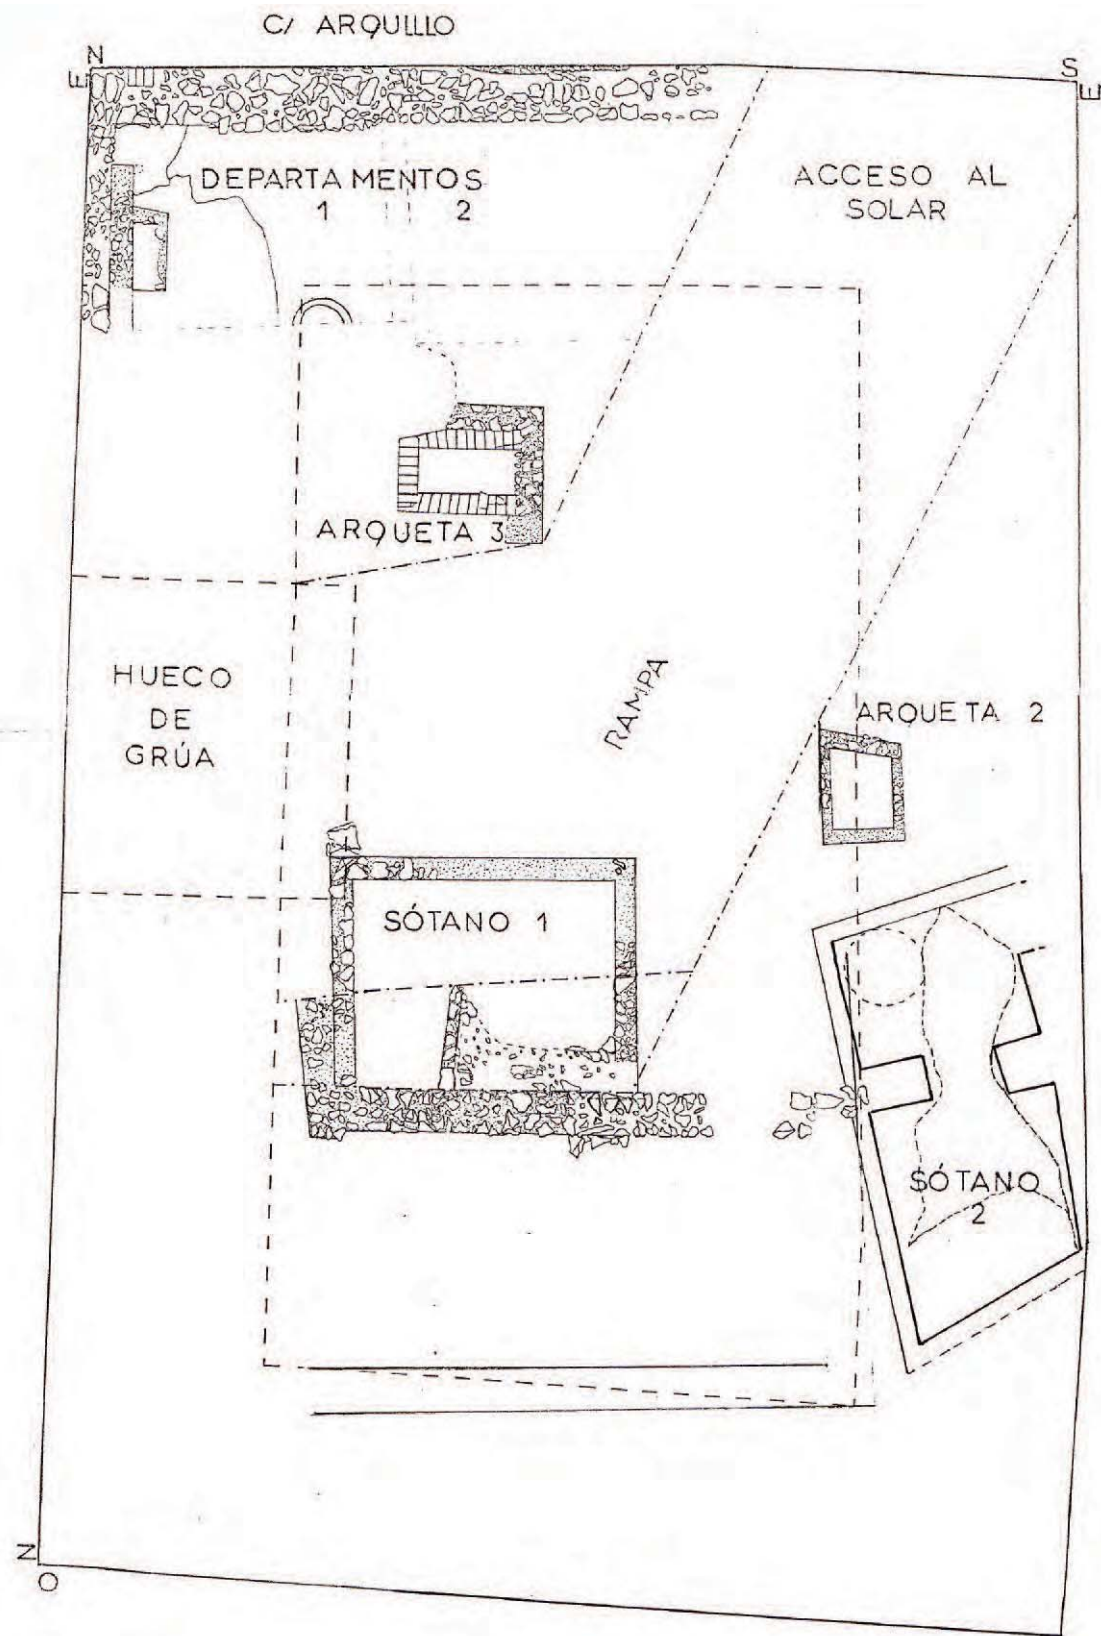 C/ ARQUILLO
N
E
S
E
DEPARTAMENTOS
1 2
ACCESO AL
SOLAR
ARQUETA 3
HUECO
DE
GRÚA
RAMPA
ARQUETA 2
SÓTANO 1
SÓTANO
2
N
O